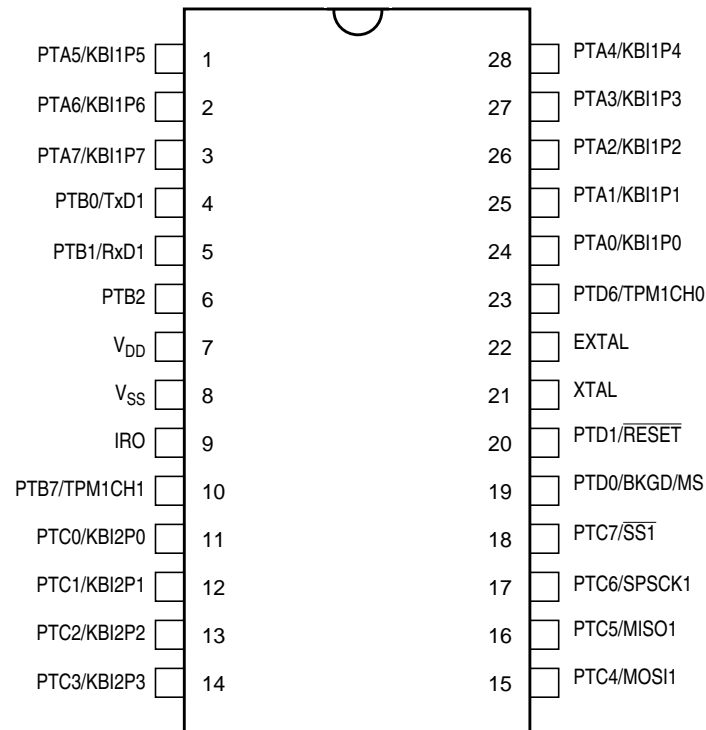 PTA5/KBI1P5 1 28 PTA4/KBI1P4
PTA6/KBI1P6 2 27 PTA3/KBI1P3
PTA7/KBI1P7 3 26 PTA2/KBI1P2
PTB0/TxD1 4 25 PTA1/KBI1P1
PTB1/RxD1 5 24 PTA0/KBI1P0
PTB2 6 23 PTD6/TPM1CH0
VDD 7 22 EXTAL
VSS 8 21 XTAL
IRO 9 20 PTD1/RESET
PTB7/TPM1CH1 10 19 PTD0/BKGD/MS
PTC0/KBI2P0 11 18 PTC7/SS1
PTC1/KBI2P1 12 17 PTC6/SPSCK1
PTC2/KBI2P2 13 16 PTC5/MISO1
PTC3/KBI2P3 14 15 PTC4/MOSI1